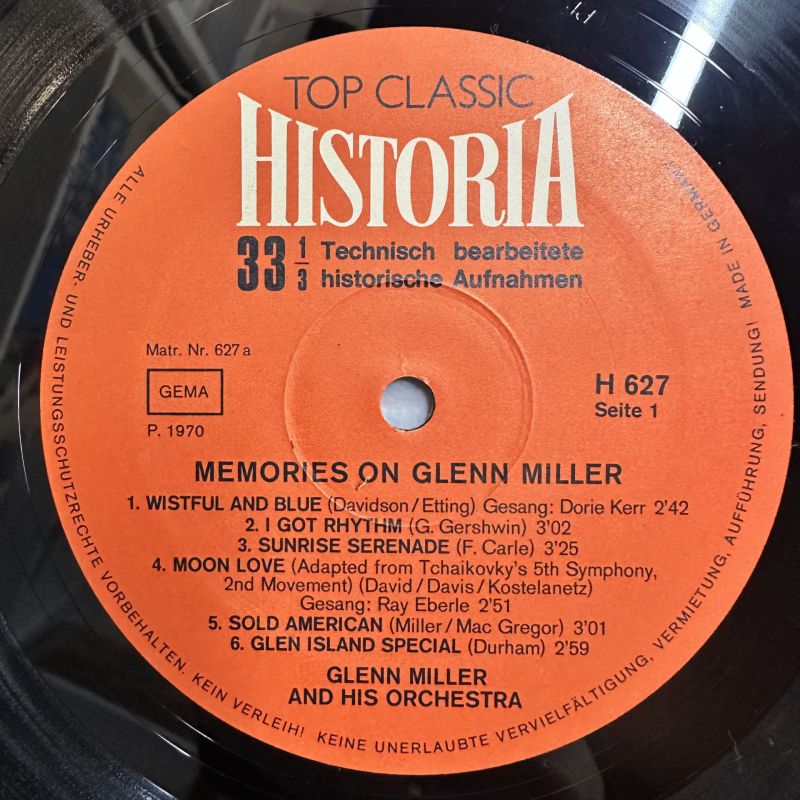 TOP CLASSIC
HISTORIA
33 1/3 Technisch bearbeitete
historische Aufnahmen
Matr. Nr. 627 a
GEMA
P. 1970
H 627
Seite 1
MEMORIES ON GLENN MILLER
1. WISTFUL AND BLUE (Davidson/Etting) Gesang: Dorie Kerr 2'42
2. I GOT RHYTHM (G. Gershwin) 3'02
3. SUNRISE SERENADE (F. Carle) 3'25
4. MOON LOVE (Adapted from Tchaikovky's 5th Symphony,
2nd Movement) (David/Davis/Kostelanetz)
Gesang: Ray Eberle 2'51
5. SOLD AMERICAN (Miller/Mac Gregor) 3'01
6. GLEN ISLAND SPECIAL (Durham) 2'59
GLENN MILLER
AND HIS ORCHESTRA
ALLE URHEBER- UND LEISTUNGSSCHUTZRECHTE VORBEHALTEN. KEIN VERLEIH! KEINE UNERLAUBTE VERVIELFÄLTIGUNG, VERMIETUNG, AUFFÜHRUNG, SENDUNG! MADE IN GERMANY